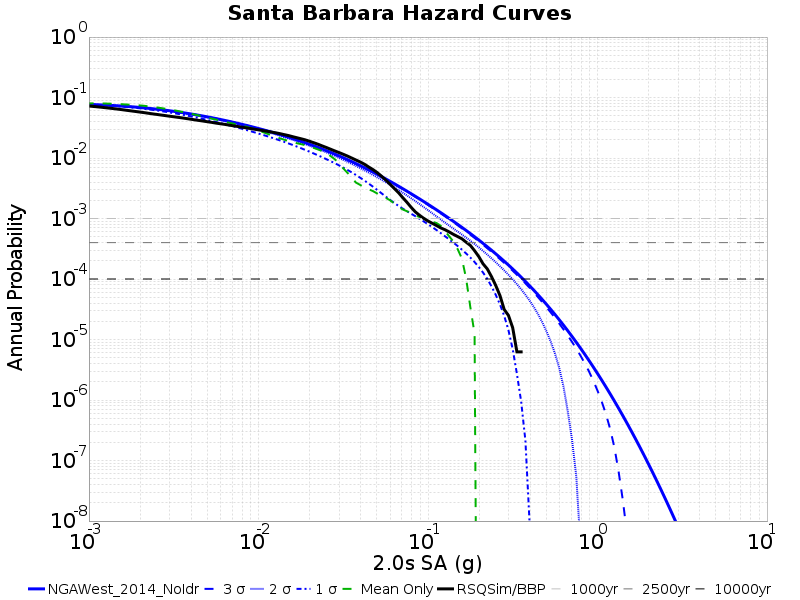 Santa Barbara Hazard Curves
10^0
10^-1
10^-2
10^-3
10^-4
10^-5
10^-6
10^-7
10^-8
Annual Probability
10^-3 10^-2 10^-1 10^0 10^1
2.0s SA (g)
NGAWest_2014_NoIdr 3 σ 2 σ 1 σ Mean Only RSQSim/BBP 1000yr 2500yr 10000yr